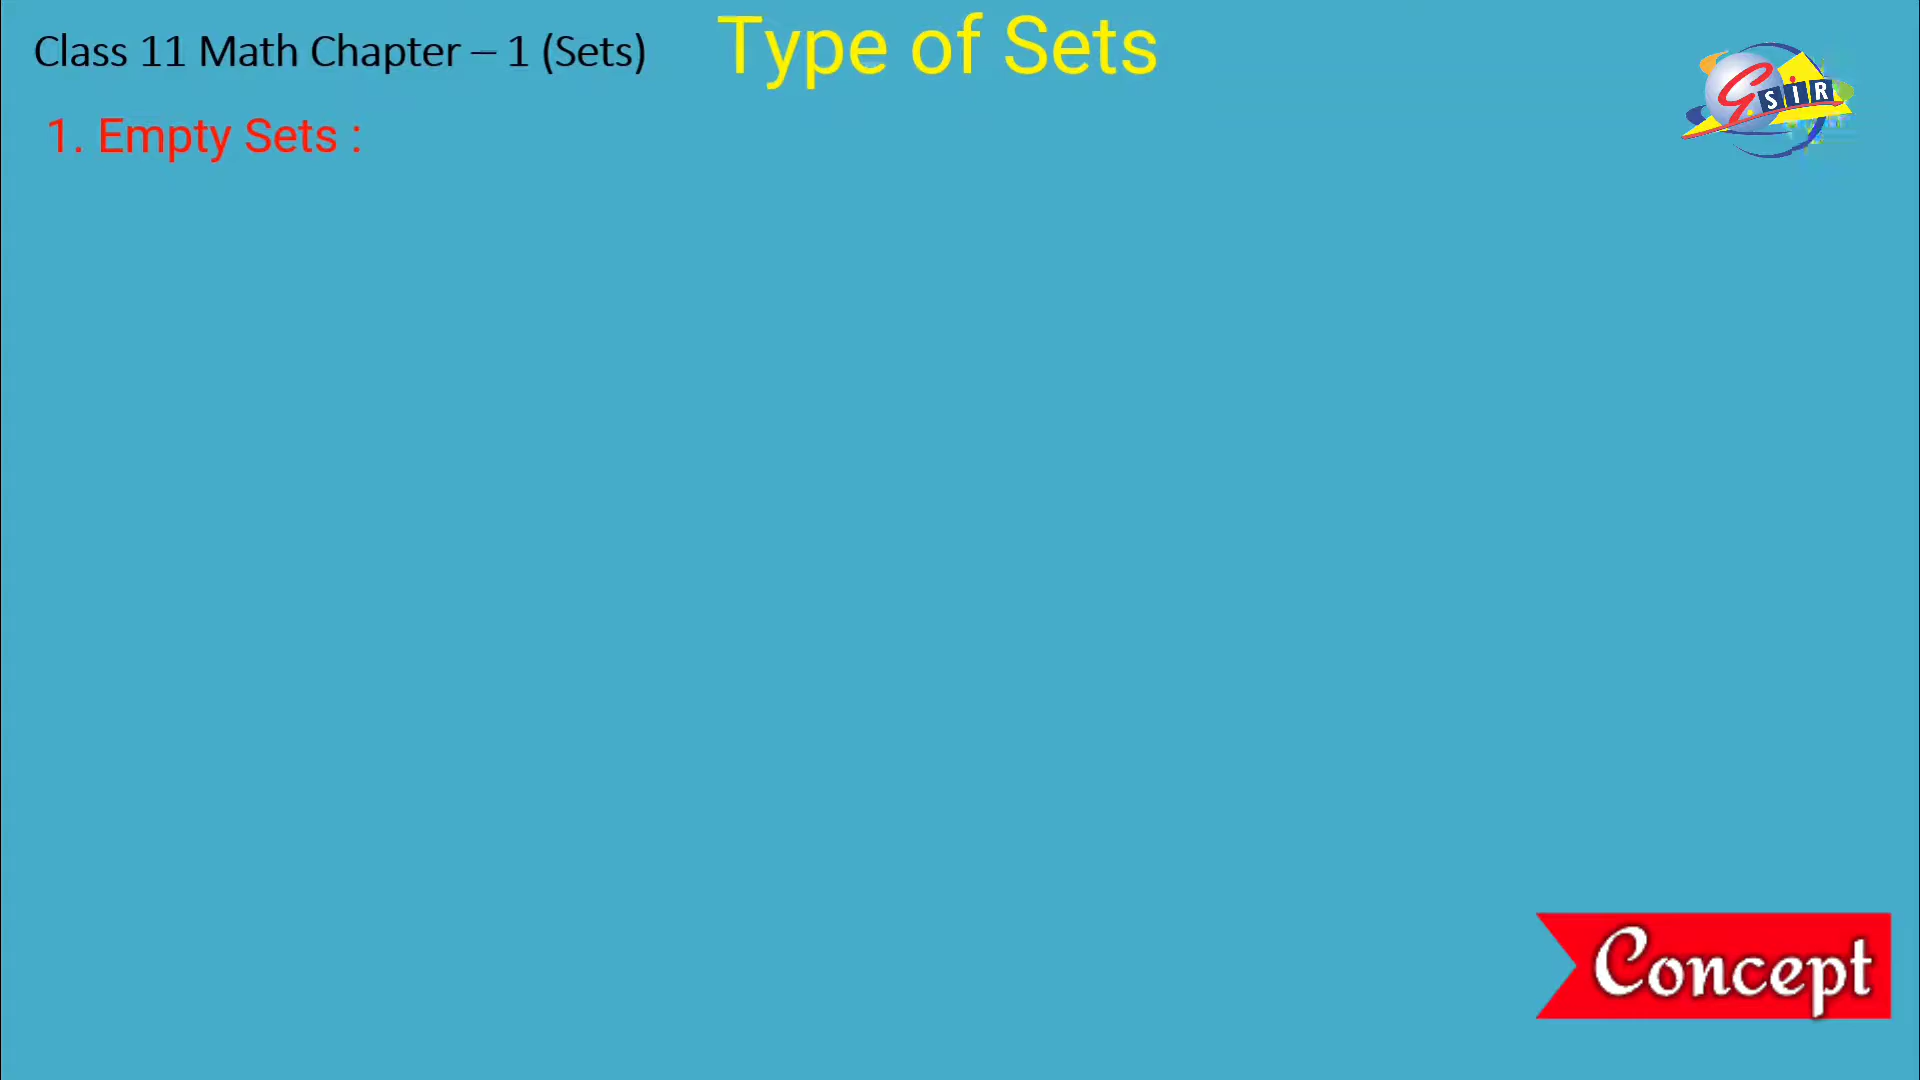 Class 11 Math Chapter – 1 (Sets)
Type of Sets
G SIR
1. Empty Sets :
Concept